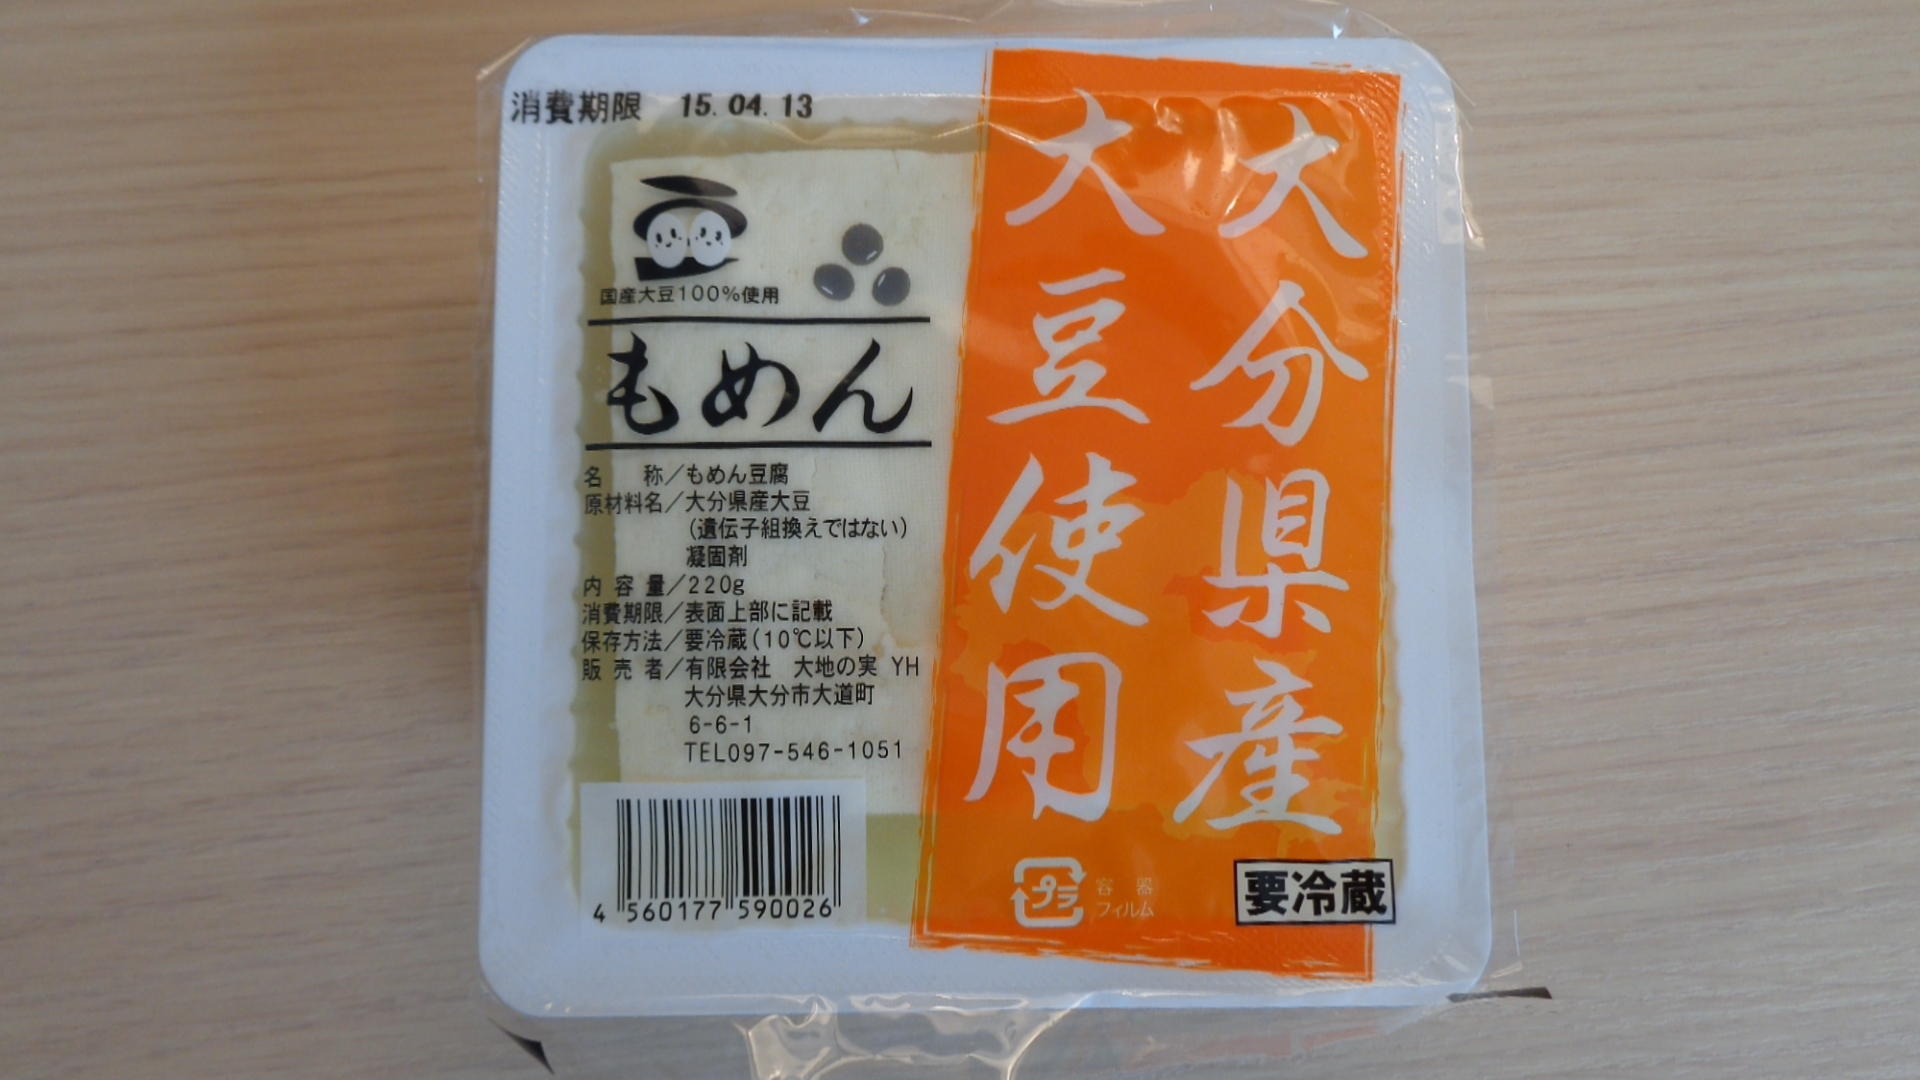 消費期限 15.04.13
国産大豆100%使用
もめん
名　称／もめん豆腐
原材料名／大分県産大豆
(遺伝子組換えではない)
凝固剤
内容量／220g
消費期限／表面上部に記載
保存方法／要冷蔵(10℃以下)
販売者／有限会社　大地の実 YH
大分県大分市大道町
6-6-1
TEL097-546-1051
4 560177 590026
大分県産
大豆使用
プラ
容器
フィルム
要冷蔵